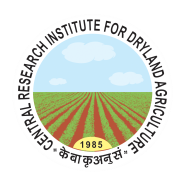 CENTRAL RESEARCH INSTITUTE FOR DRYLAND AGRICULTURE
1985
* केबाकृअनुसं *